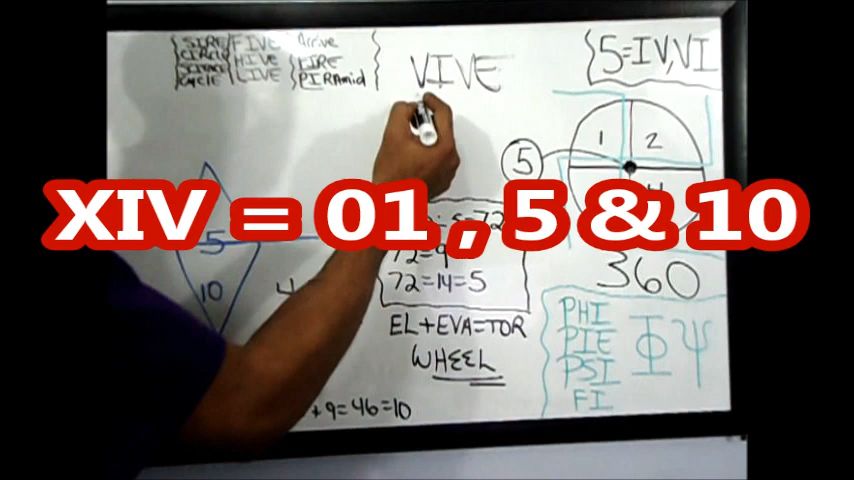 SIRE FIVE Arrive
CIRCLE HIVE FIRE
LIVE PIRAmid
CYCLE
VIVE
5=IV,VI
1 2
5
XIV = 01 , 5 & 10
5
10
4
72=9
72=14=5
360
EL+EVA=TOR
WHEEL
PHI
PIE
PSI
FI
Φ Ψ
+9=46=10